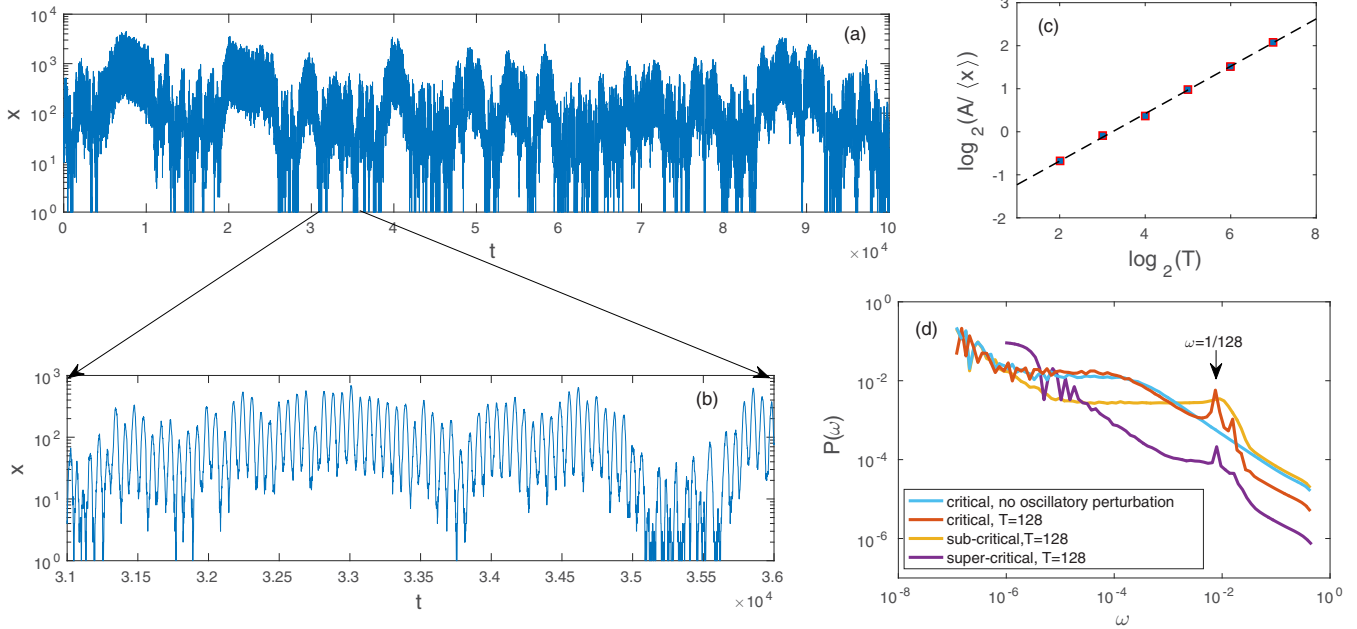 (a)
x
10^4
10^3
10^2
10^1
10^0
0 1 2 3 4 5 6 7 8 9 10
t
×10^4
(b)
x
10^3
10^2
10^1
10^0
3.1 3.15 3.2 3.25 3.3 3.35 3.4 3.45 3.5 3.55 3.6
t
×10^4
(c)
log_2(A/⟨x⟩)
3
2
1
0
-1
-2
2 4 6 8
log_2(T)
(d)
ω=1/128
P(ω)
10^0
10^-2
10^-4
10^-6
critical, no oscillatory perturbation
critical, T=128
sub-critical,T=128
super-critical, T=128
10^-8 10^-6 10^-4 10^-2 10^0
ω